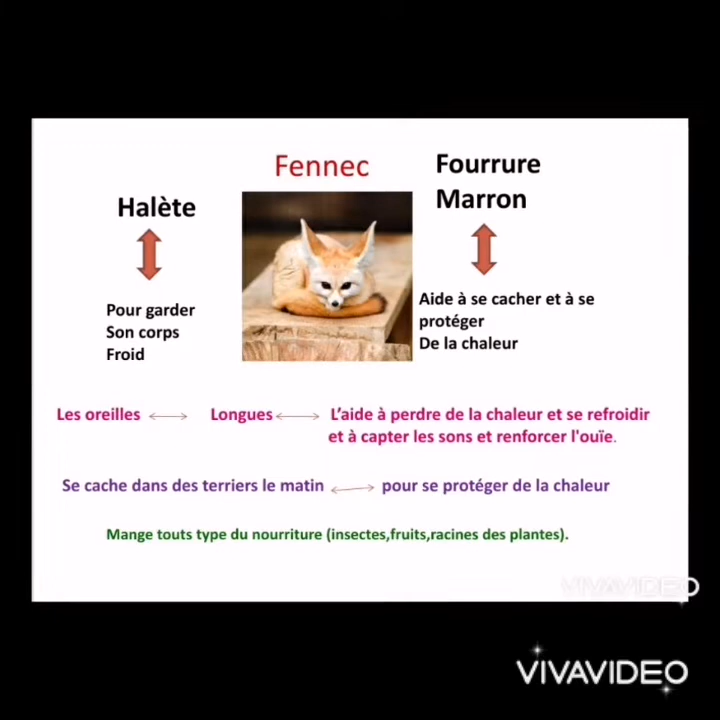 Fennec
Fourrure
Marron
Halète
Pour garder
Son corps
Froid
Aide à se cacher et à se
protéger
De la chaleur
Les oreilles
Longues
L'aide à perdre de la chaleur et se refroidir
et à capter les sons et renforcer l'ouïe.
Se cache dans des terriers le matin
pour se protéger de la chaleur
Mange touts type du nourriture (insectes,fruits,racines des plantes).
VIVAVIDEO
VIVAVIDEO